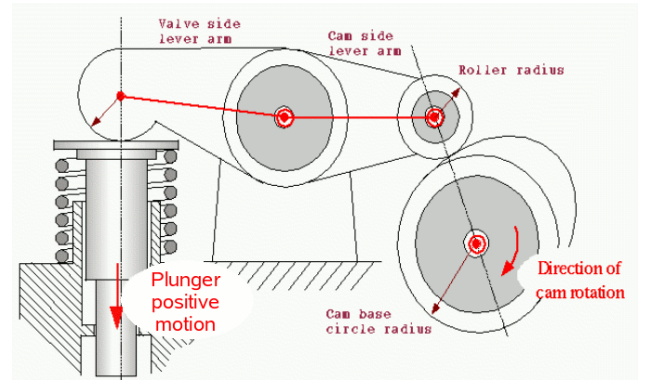 Valve side
lever arm
Cam side
lever arm
Roller radius
Plunger
positive
motion
Direction of
cam rotation
Cam base
circle radius